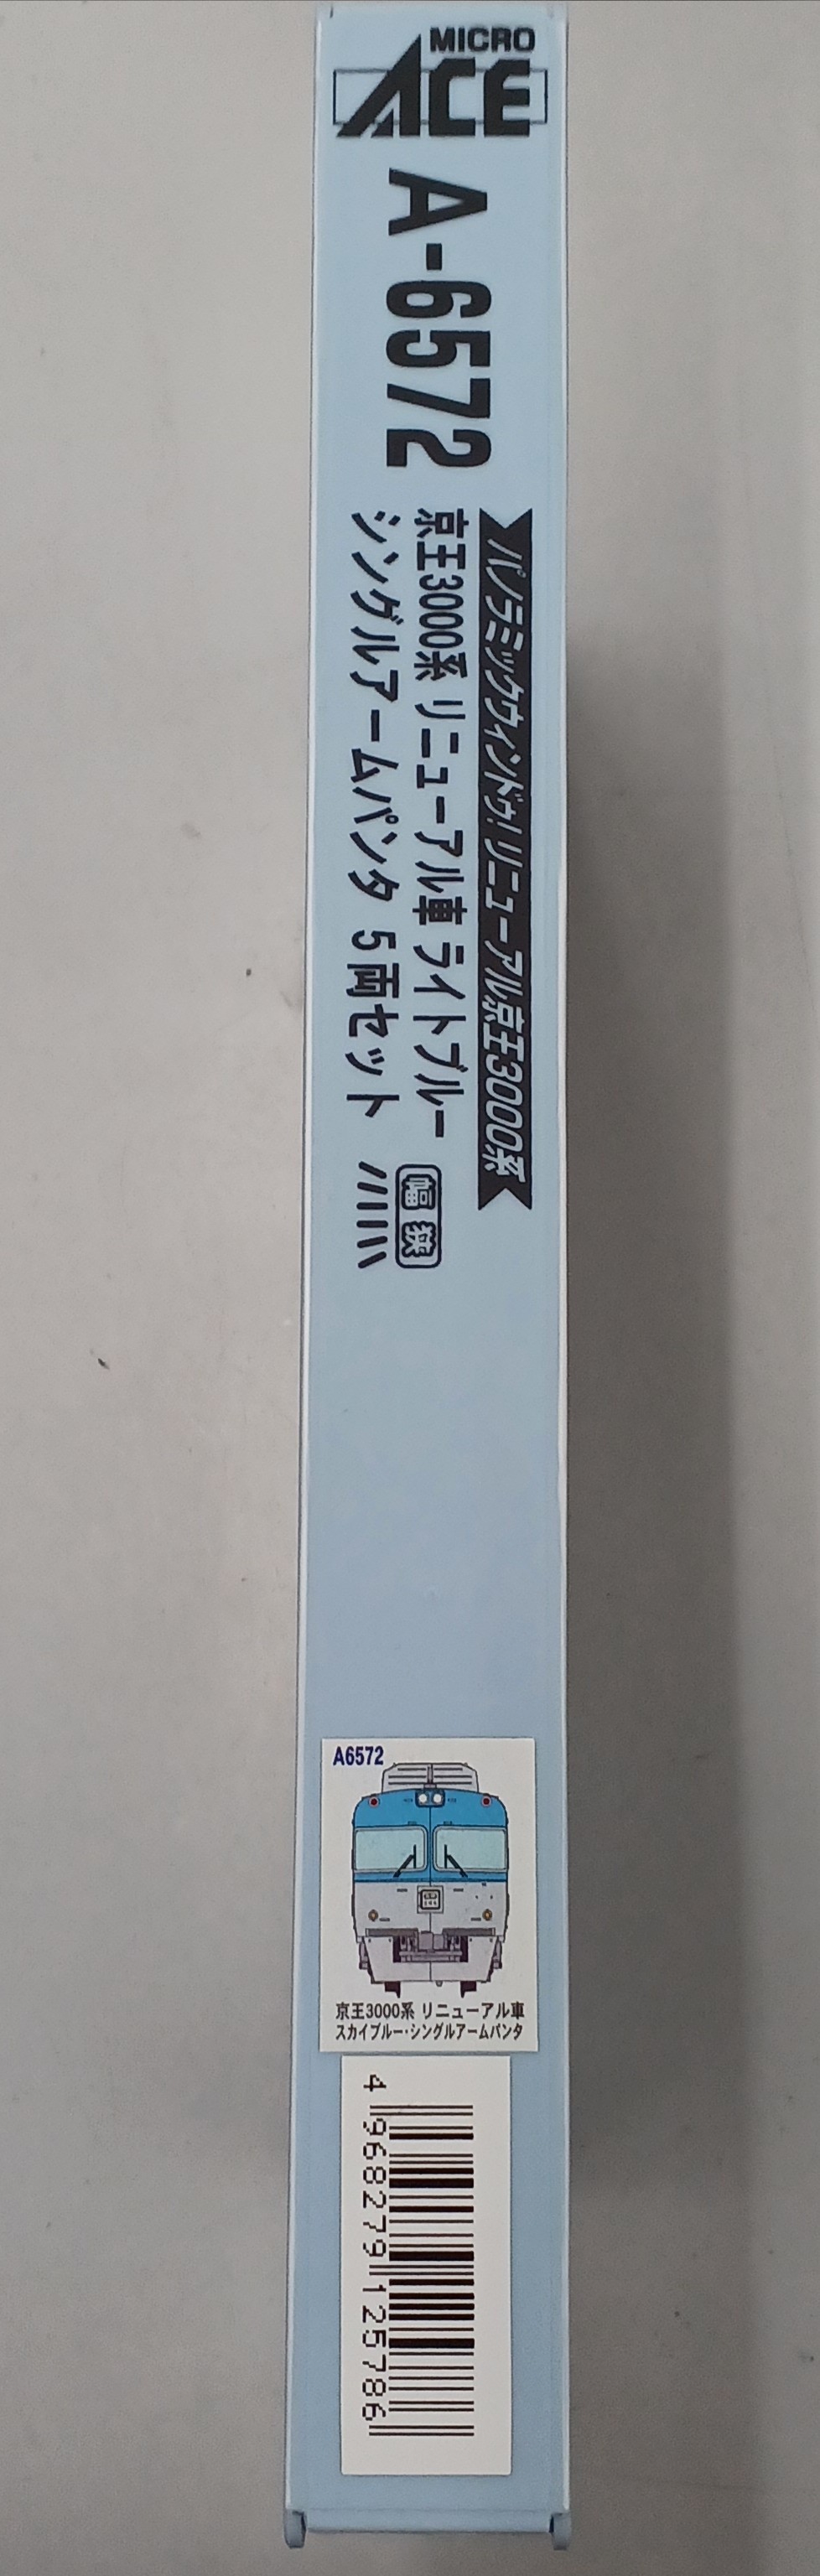 MICRO
ACE
A-6572
パノラミックウィンドゥ! リニューアル京王3000系
京王3000系 リニューアル車 ライトブルー
シングルアームパンタ 5両セット
幅狭
A6572
京王3000系 リニューアル車
スカイブルー・シングルアームパンタ
4 968279 125786